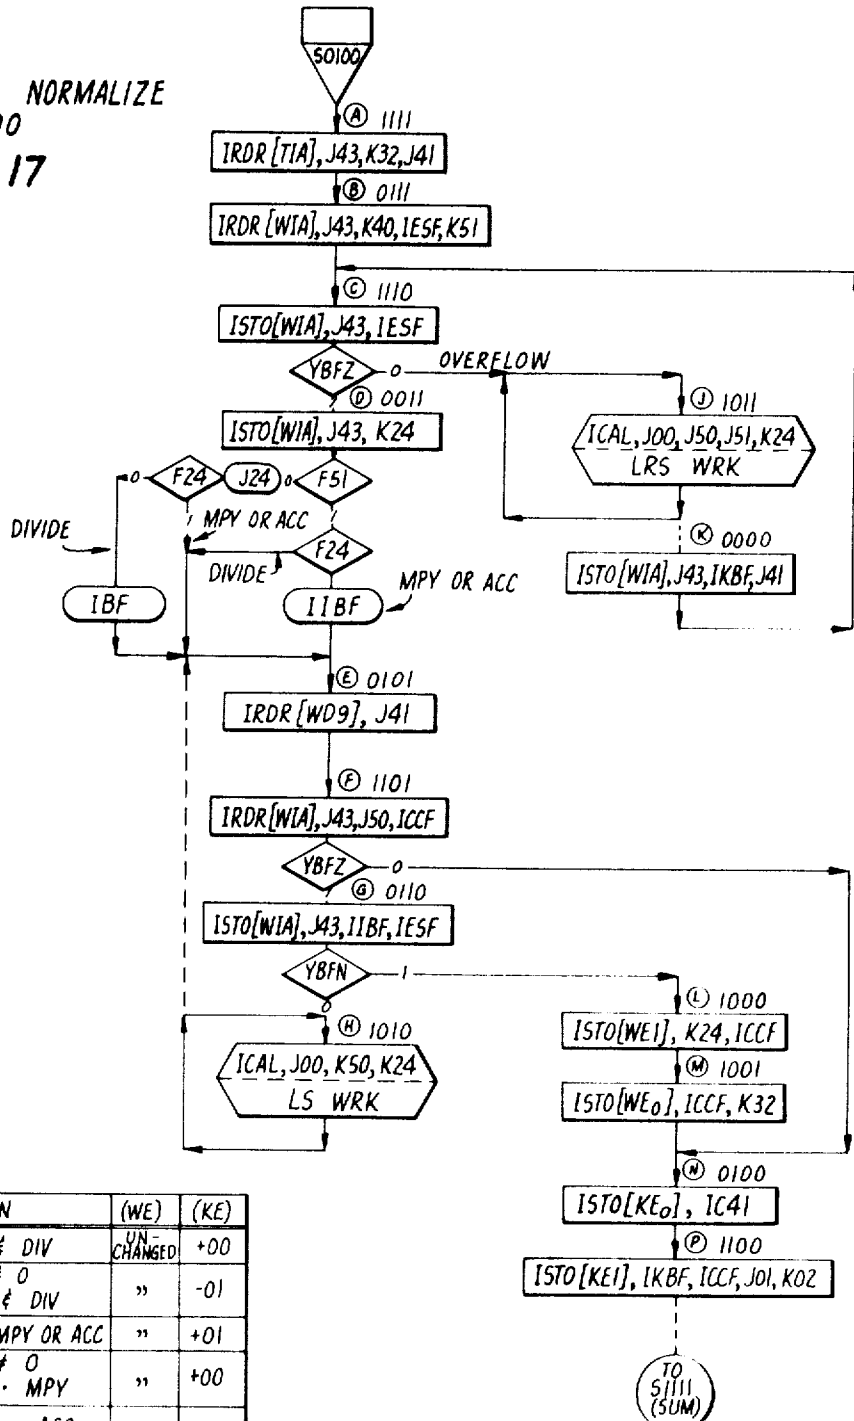 S0100
NORMALIZE
17
A 1111
IRDR [TIA], J43, K32, J41
B 0111
IRDR [WIA], J43, K40, IESF, K51
C 1110
ISTO[WIA], J43, IESF
YBFZ 0 OVERFLOW
D 0011
ISTO[WIA], J43, K24
J 1011
ICAL, J00, J50, J51, K24
LRS WRK
0 F24 J24 0 F51
DIVIDE
MPY OR ACC
F24
DIVIDE
K 0000
ISTO[WIA], J43, IKBF, J41
IBF
IIBF
MPY OR ACC
E 0101
IRDR [WD9], J41
F 1101
IRDR[WIA], J43, J50, ICCF
YBFZ 0
G 0110
ISTO[WIA], J43, IIBF, IESF
YBFN 1
0
H 1010
ICAL, J00, K50, K24
LS WRK
L 1000
ISTO[WE1], K24, ICCF
M 1001
ISTO[WE0], ICCF, K32
N 0100
ISTO[KE0], IC41
P 1100
ISTO[KE1], IKBF, ICCF, J01, K02
TO
S1111
(SUM)
N (WE) (KE)
DIV UN-CHANGED +00
0
& DIV " -01
MPY OR ACC " +01
≠ 0
· MPY " +00